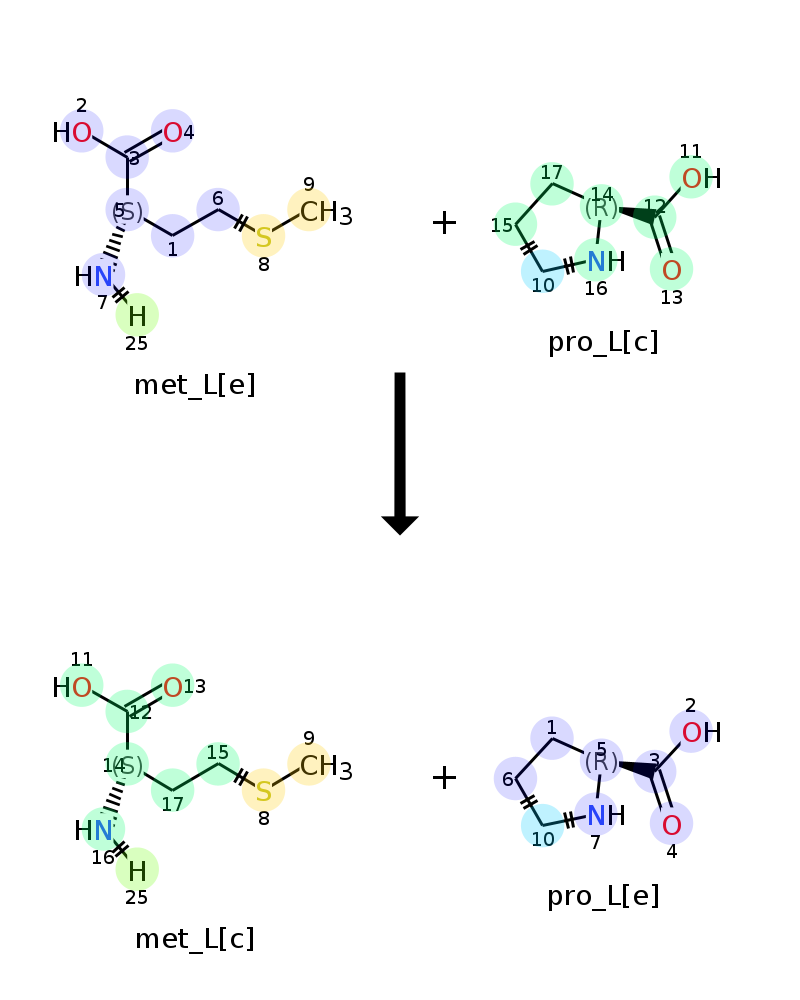 2
HO
O 4
3
5 (S)
6
9
CH3
1
S
8
HN
7
H
25
met_L[e]
+
11
OH
17
14
(R)
12
15
NH
10
16
O
13
pro_L[c]
11
HO
O 13
12
14 (S)
15
9
CH3
17
S
8
HN
16
H
25
met_L[c]
+
2
OH
1
5
(R)
3
6
NH
10
7
O
4
pro_L[e]